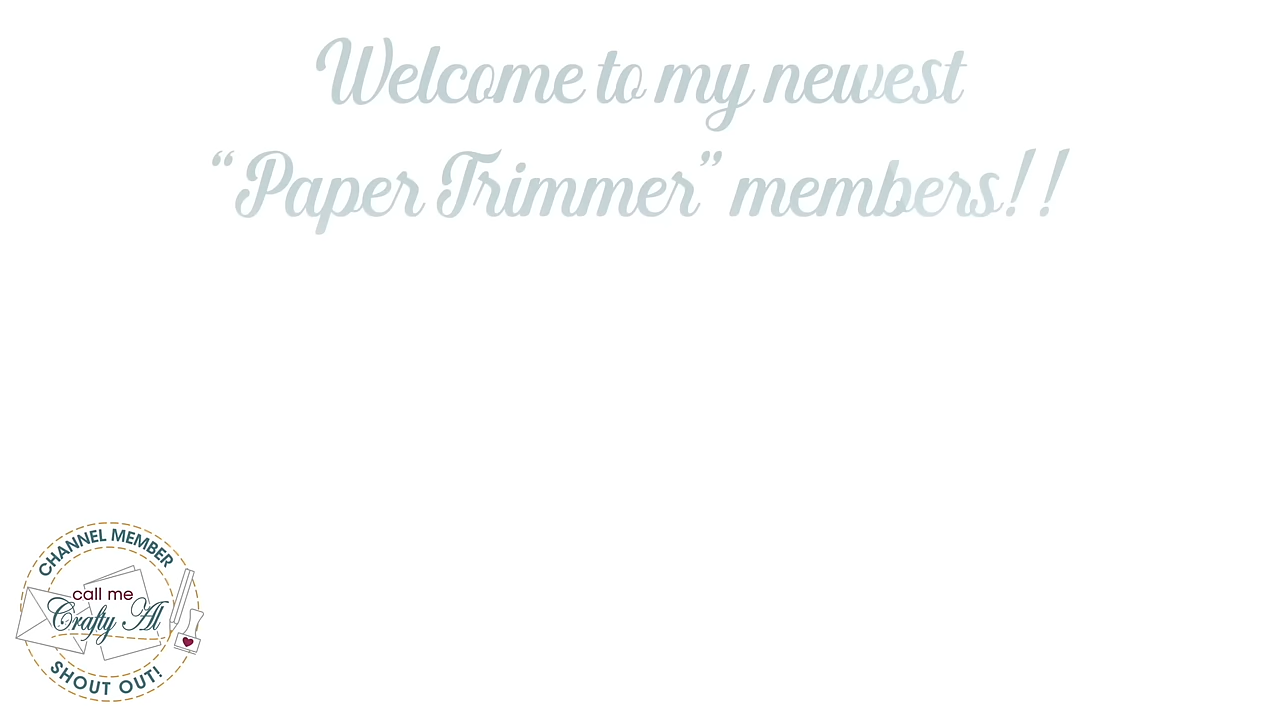 Welcome to my newest
“Paper Trimmer” members!!
CHANNEL MEMBER
call me
Crafty Al
SHOUT OUT!